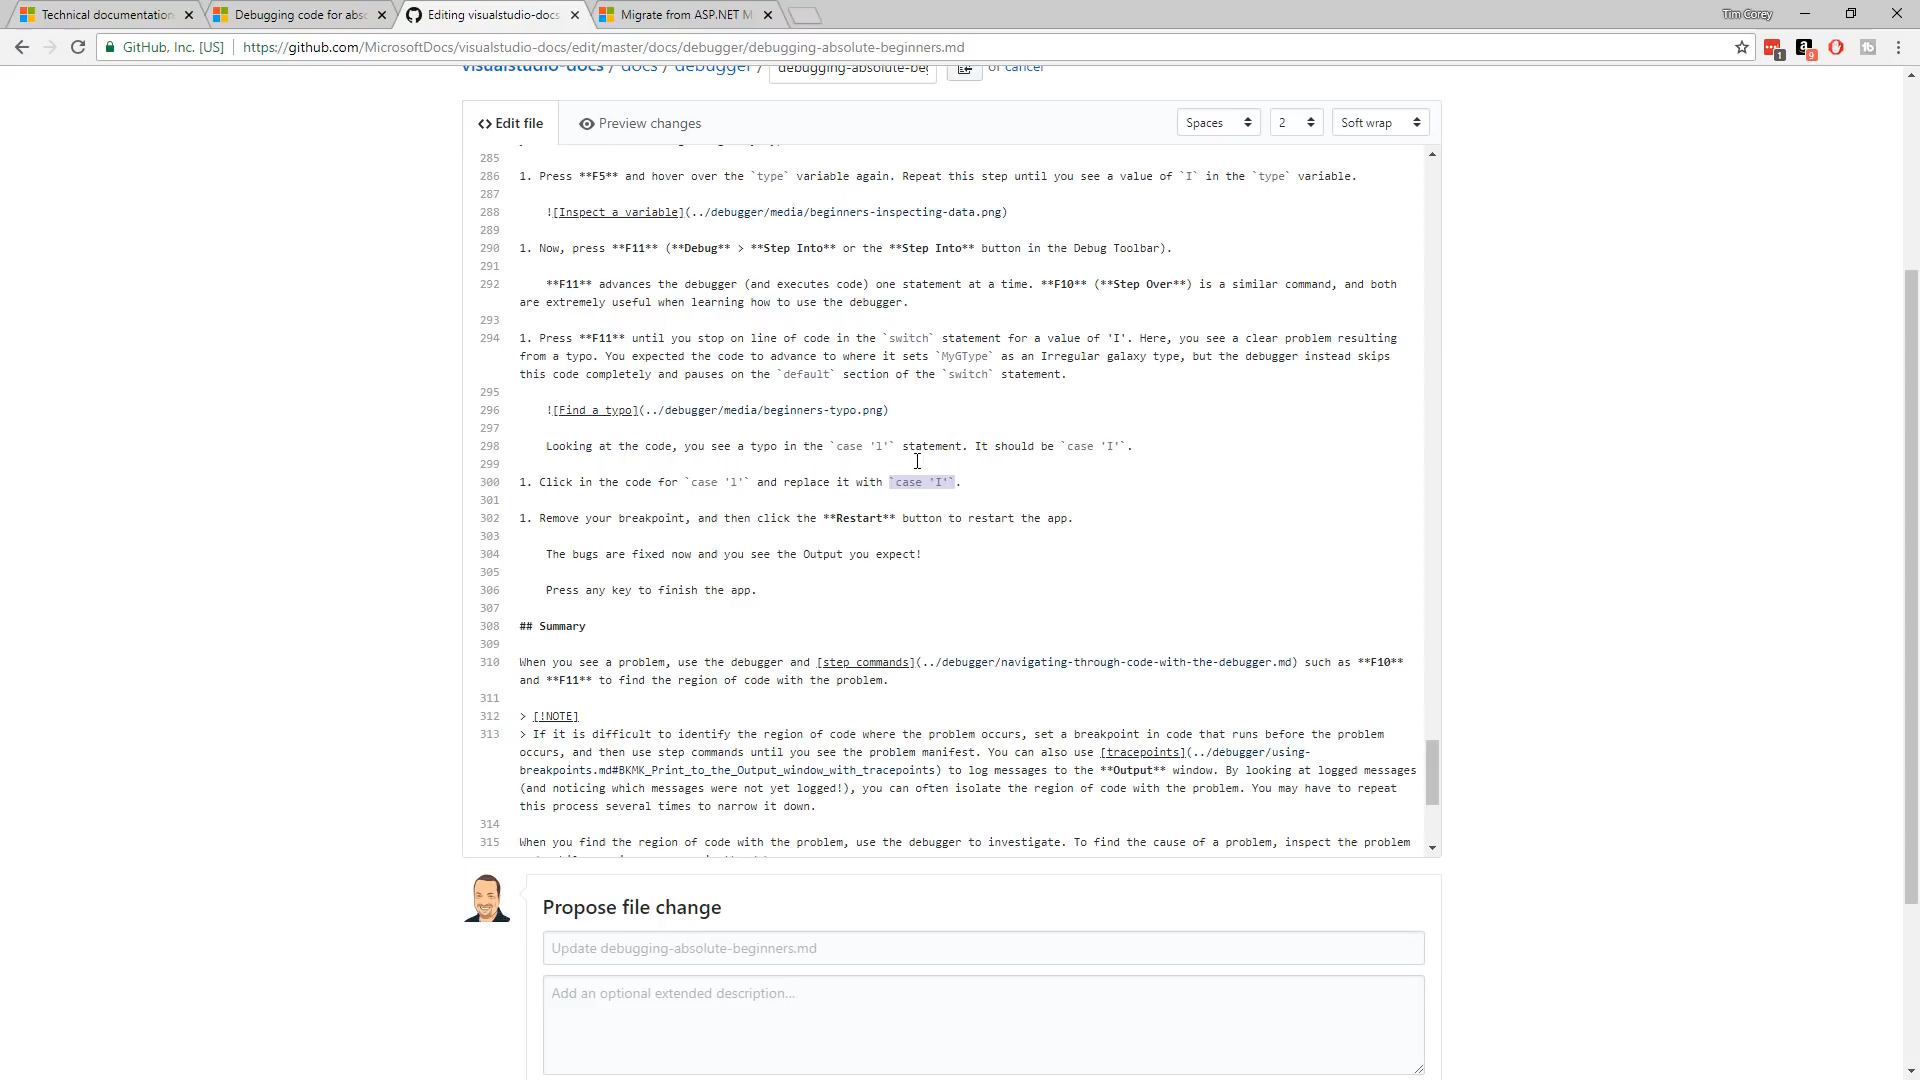 Technical documentation
Debugging code for abso
Editing visualstudio-docs
Migrate from ASP.NET M
Tim Corey
GitHub, Inc. [US]
https://github.com/MicrosoftDocs/visualstudio-docs/edit/master/docs/debugger/debugging-absolute-beginners.md
1
9
visualstudio-docs / docs / debugger / debugging-absolute-beg or cancel
<> Edit file
Preview changes
Spaces
2
Soft wrap
285
286 1. Press **F5** and hover over the `type` variable again. Repeat this step until you see a value of `I` in the `type` variable.
287
288 ![Inspect a variable](../debugger/media/beginners-inspecting-data.png)
289
290 1. Now, press **F11** (**Debug** > **Step Into** or the **Step Into** button in the Debug Toolbar).
291
292 **F11** advances the debugger (and executes code) one statement at a time. **F10** (**Step Over**) is a similar command, and both
are extremely useful when learning how to use the debugger.
293
294 1. Press **F11** until you stop on line of code in the `switch` statement for a value of 'I'. Here, you see a clear problem resulting
from a typo. You expected the code to advance to where it sets `MyGType` as an Irregular galaxy type, but the debugger instead skips
this code completely and pauses on the `default` section of the `switch` statement.
295
296 ![Find a typo](../debugger/media/beginners-typo.png)
297
298 Looking at the code, you see a typo in the `case 'l'` statement. It should be `case 'I'`.
299
300 1. Click in the code for `case 'l'` and replace it with `case 'I'`.
301
302 1. Remove your breakpoint, and then click the **Restart** button to restart the app.
303
304 The bugs are fixed now and you see the Output you expect!
305
306 Press any key to finish the app.
307
308 ## Summary
309
310 When you see a problem, use the debugger and [step commands](../debugger/navigating-through-code-with-the-debugger.md) such as **F10**
and **F11** to find the region of code with the problem.
311
312 > [!NOTE]
313 > If it is difficult to identify the region of code where the problem occurs, set a breakpoint in code that runs before the problem
occurs, and then use step commands until you see the problem manifest. You can also use [tracepoints](../debugger/using-
breakpoints.md#BKMK_Print_to_the_Output_window_with_tracepoints) to log messages to the **Output** window. By looking at logged messages
(and noticing which messages were not yet logged!), you can often isolate the region of code with the problem. You may have to repeat
this process several times to narrow it down.
314
315 When you find the region of code with the problem, use the debugger to investigate. To find the cause of a problem, inspect the problem
Propose file change
Update debugging-absolute-beginners.md
Add an optional extended description...